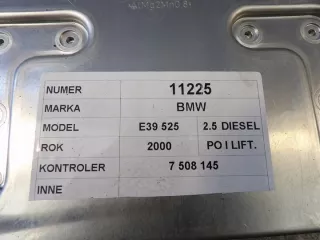 NUMER 11225
MARKA BMW
MODEL E39 525 2.5 DIESEL
ROK 2000 PO I LIFT.
KONTROLER 7 508 145
INNE